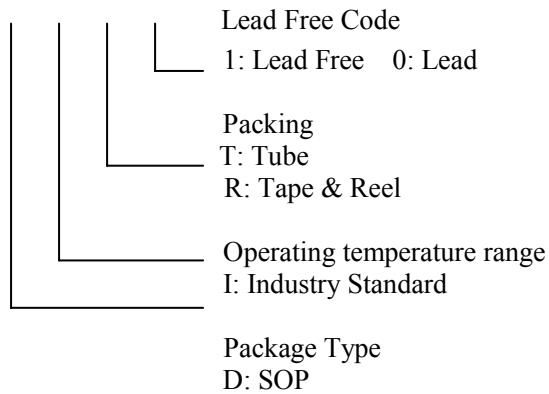 Lead Free Code
1: Lead Free 0: Lead
Packing
T: Tube
R: Tape & Reel
Operating temperature range
I: Industry Standard
Package Type
D: SOP